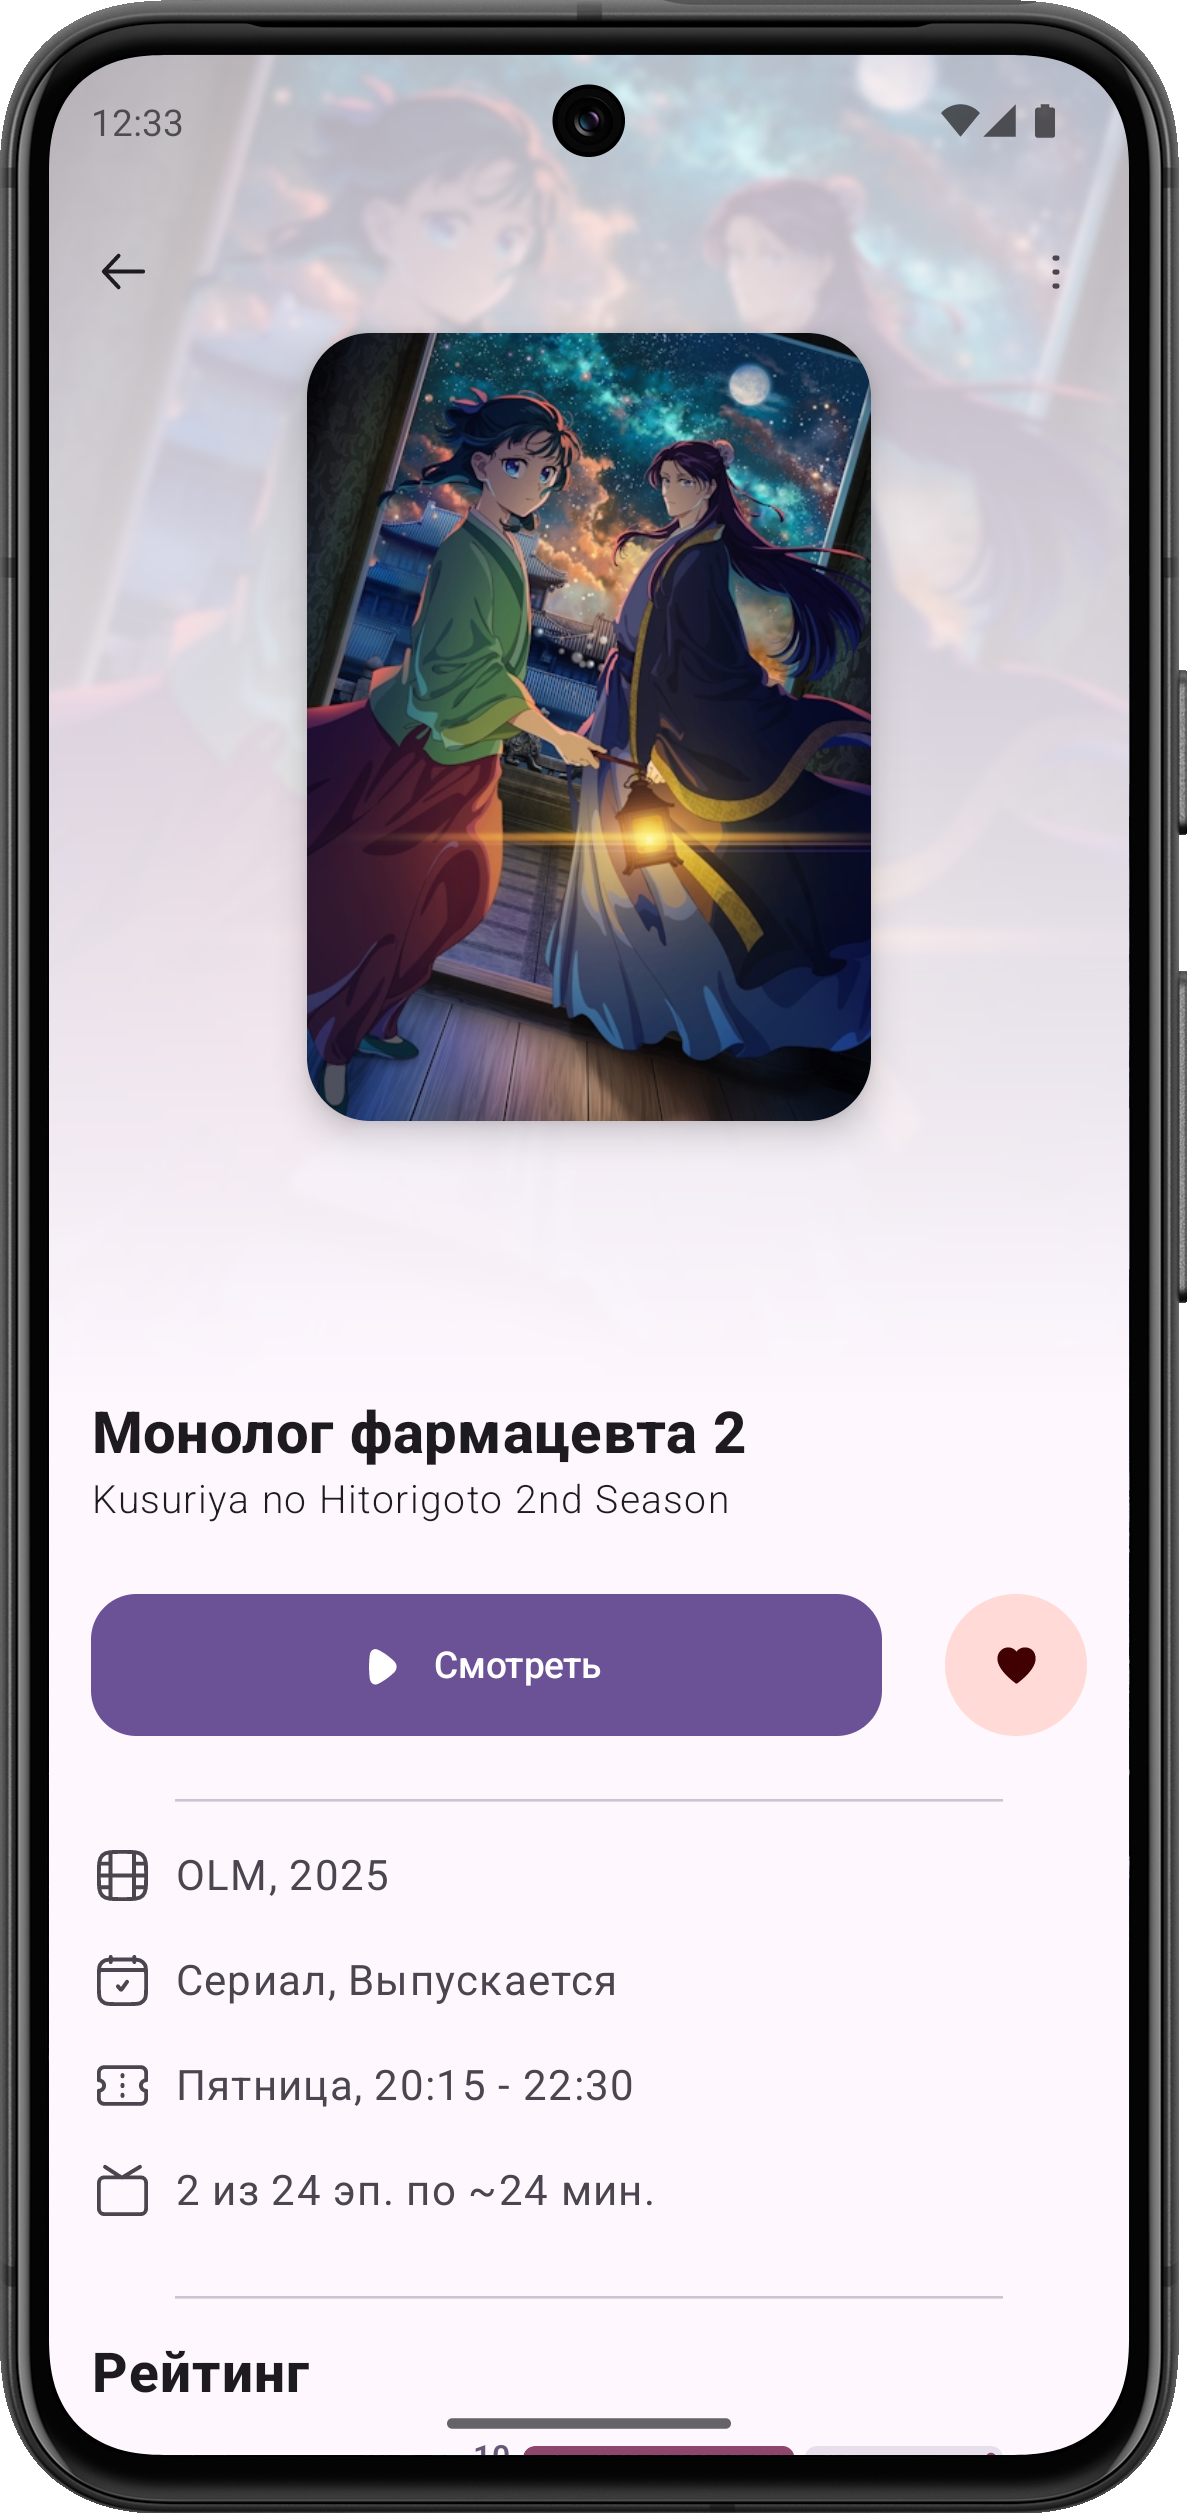 12:33
Монолог фармацевта 2
Kusuriya no Hitorigoto 2nd Season
Смотреть
OLM, 2025
Сериал, Выпускается
Пятница, 20:15 - 22:30
2 из 24 эп. по ~24 мин.
Рейтинг
10